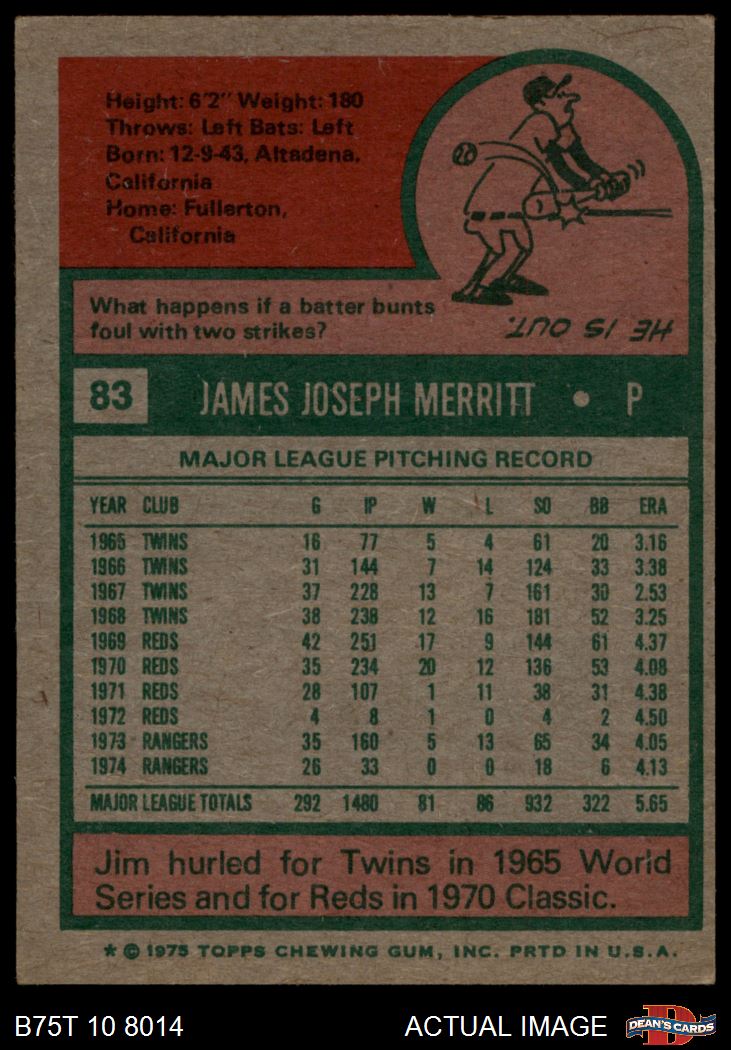 Height: 6'2" Weight: 180
Throws: Left Bats: Left
Born: 12-9-43, Altadena,
California
Home: Fullerton,
California
What happens if a batter bunts
foul with two strikes?
HE IS OUT.
83 JAMES JOSEPH MERRITT • P
MAJOR LEAGUE PITCHING RECORD
YEAR CLUB G IP W L SO BB ERA
1965 TWINS 16 77 5 4 61 20 3.16
1966 TWINS 31 144 7 14 124 33 3.38
1967 TWINS 37 228 13 7 161 30 2.53
1968 TWINS 38 238 12 16 181 52 3.25
1969 REDS 42 251 17 9 144 61 4.37
1970 REDS 35 234 20 12 136 53 4.08
1971 REDS 28 107 1 11 38 31 4.38
1972 REDS 4 8 1 0 4 2 4.50
1973 RANGERS 35 160 5 13 65 34 4.05
1974 RANGERS 26 33 0 0 18 6 4.13
MAJOR LEAGUE TOTALS 292 1480 81 86 932 322 5.65
Jim hurled for Twins in 1965 World
Series and for Reds in 1970 Classic.
* © 1975 TOPPS CHEWING GUM, INC. PRTD IN U.S.A.
B75T 10 8014 ACTUAL IMAGE D DEAN'S CARDS